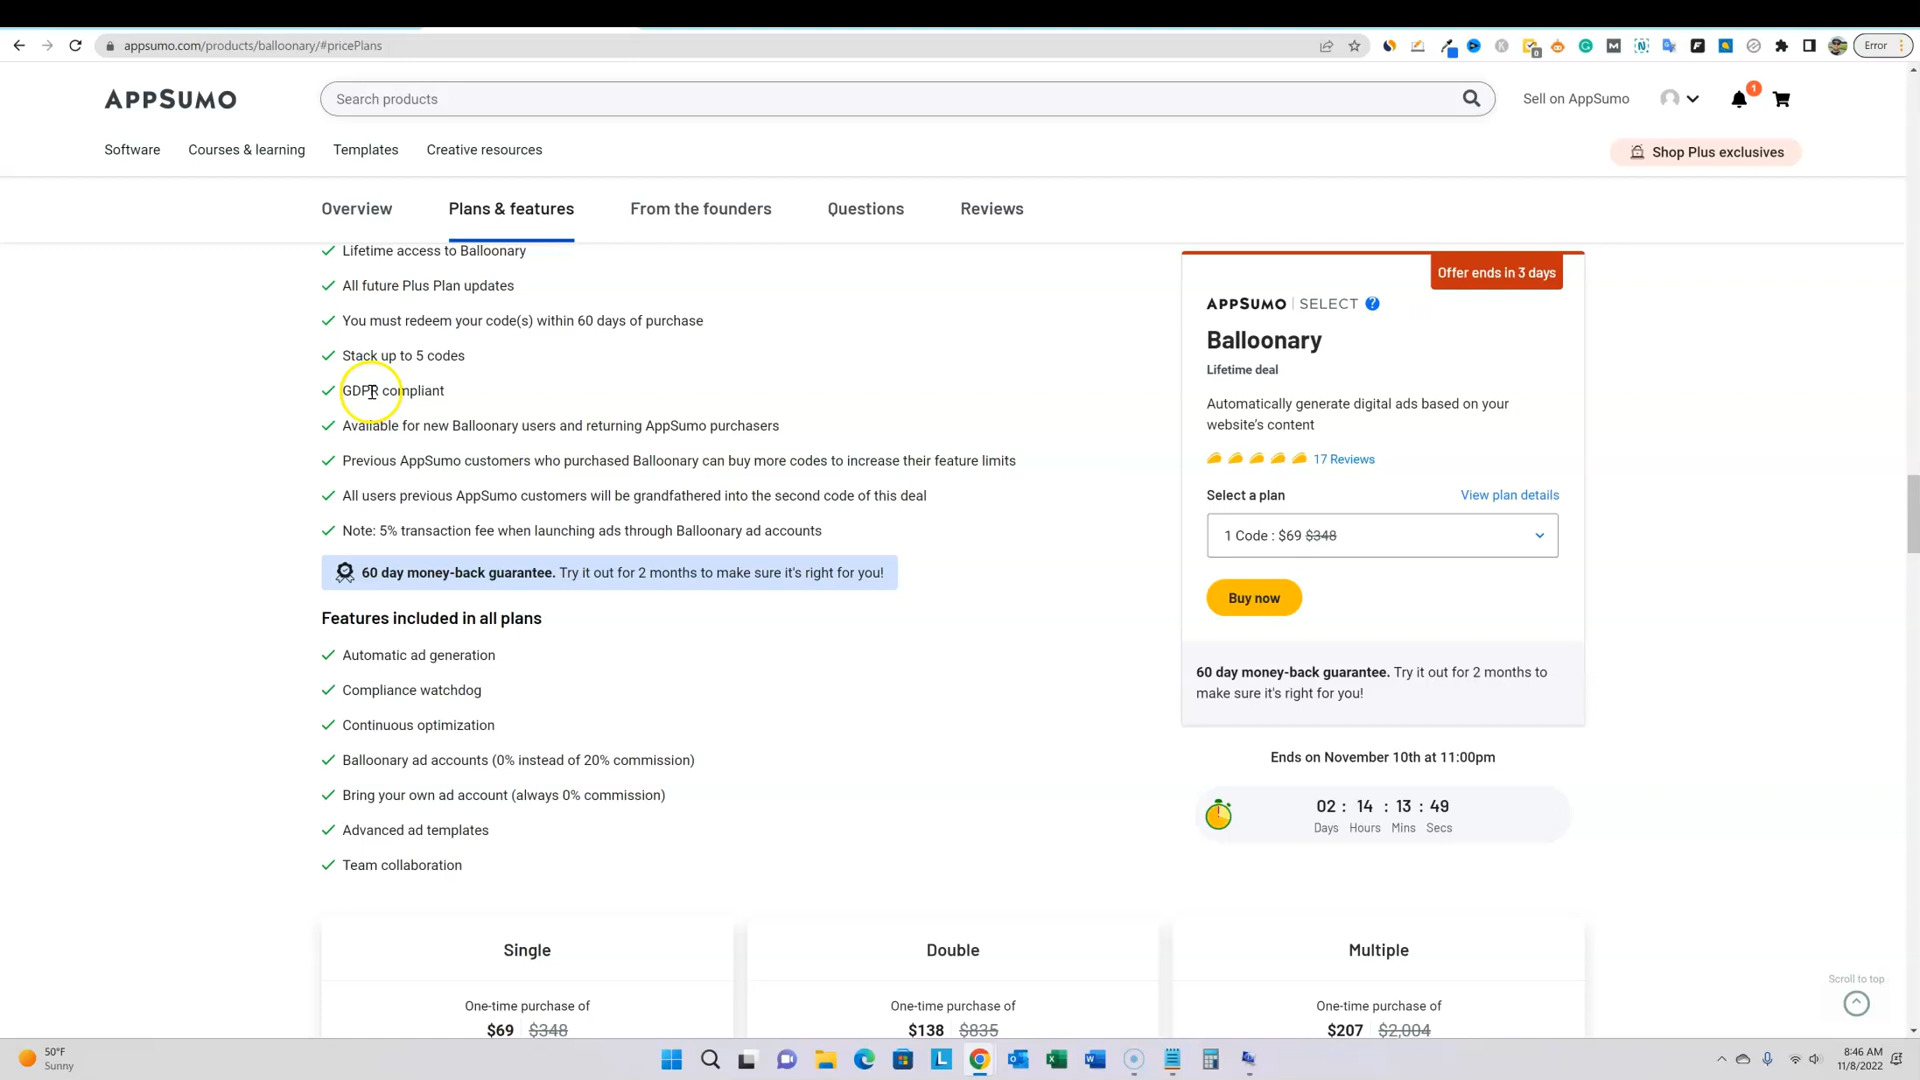 appsumo.com/products/balloonary/#pricePlans
Error
APPSUMO
Search products
Sell on AppSumo
1
Software
Courses & learning
Templates
Creative resources
Shop Plus exclusives
Overview
Plans & features
From the founders
Questions
Reviews
Lifetime access to Balloonary
All future Plus Plan updates
You must redeem your code(s) within 60 days of purchase
Stack up to 5 codes
GDPR compliant
Available for new Balloonary users and returning AppSumo purchasers
Previous AppSumo customers who purchased Balloonary can buy more codes to increase their feature limits
All users previous AppSumo customers will be grandfathered into the second code of this deal
Note: 5% transaction fee when launching ads through Balloonary ad accounts
60 day money-back guarantee. Try it out for 2 months to make sure it's right for you!
Features included in all plans
Automatic ad generation
Compliance watchdog
Continuous optimization
Balloonary ad accounts (0% instead of 20% commission)
Bring your own ad account (always 0% commission)
Advanced ad templates
Team collaboration
Offer ends in 3 days
APPSUMO | SELECT ?
Balloonary
Lifetime deal
Automatically generate digital ads based on your
website's content
17 Reviews
Select a plan
View plan details
1 Code : $69 $348
Buy now
60 day money-back guarantee. Try it out for 2 months to
make sure it's right for you!
Ends on November 10th at 11:00pm
02 : 14 : 13 : 49
Days Hours Mins Secs
Single
One-time purchase of
$69 $348
Double
One-time purchase of
$138 $835
Multiple
One-time purchase of
$207 $2,004
Scroll to top
50°F
Sunny
8:46 AM
11/8/2022